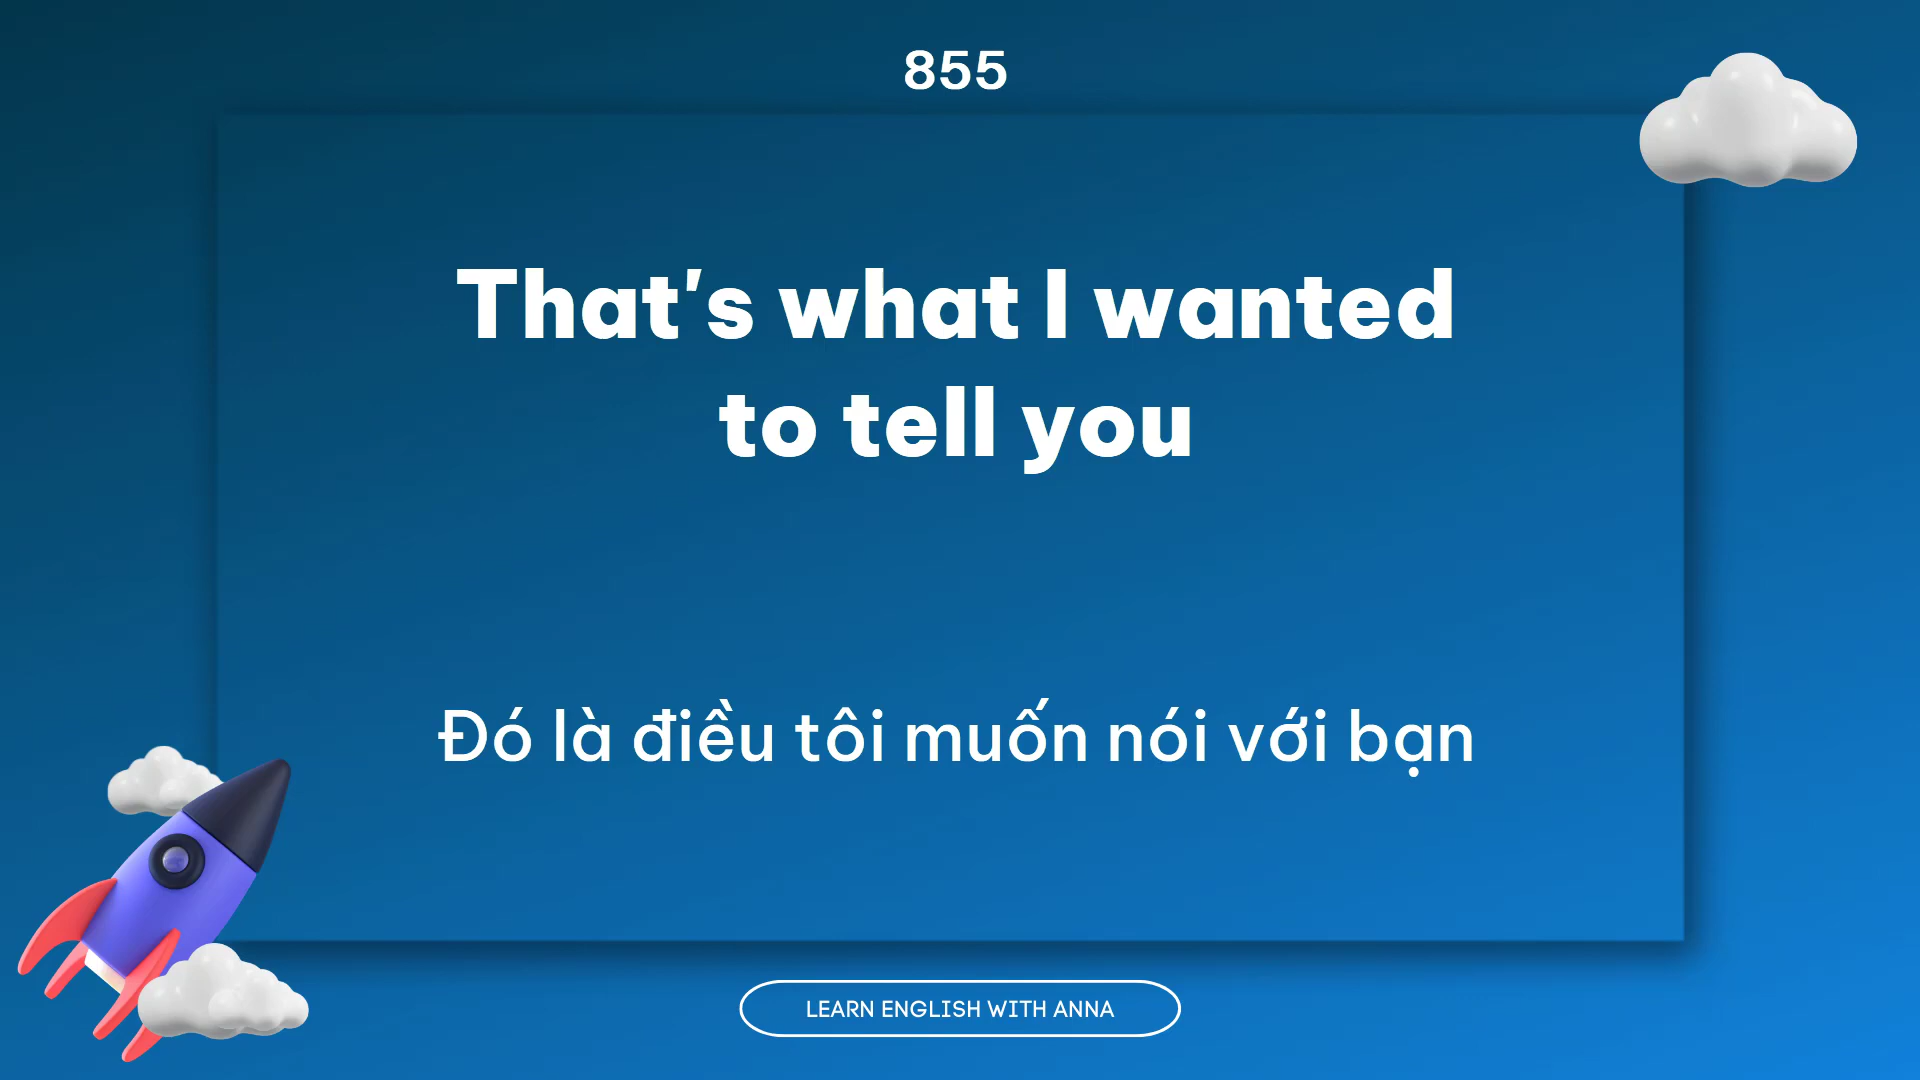 855
That's what I wanted
to tell you
Đó là điều tôi muốn nói với bạn
LEARN ENGLISH WITH ANNA